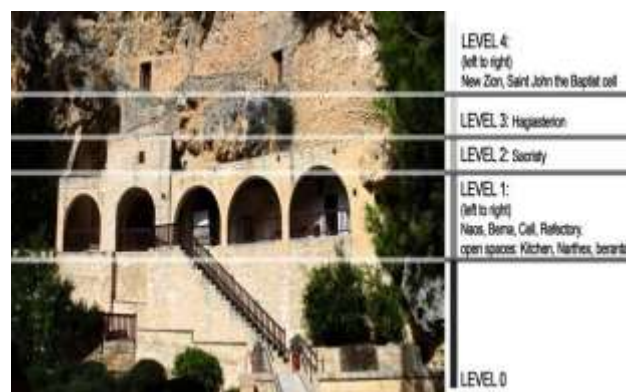 LEVEL 4:
(left to right)
New Zion, Saint John the Baptist cell
LEVEL 3: Hagiasterion
LEVEL 2: Sacristy
LEVEL 1:
(left to right)
Naos, Bema, Cell, Refectory.
open spaces: Kitchen, Narthex, beranta
LEVEL 0